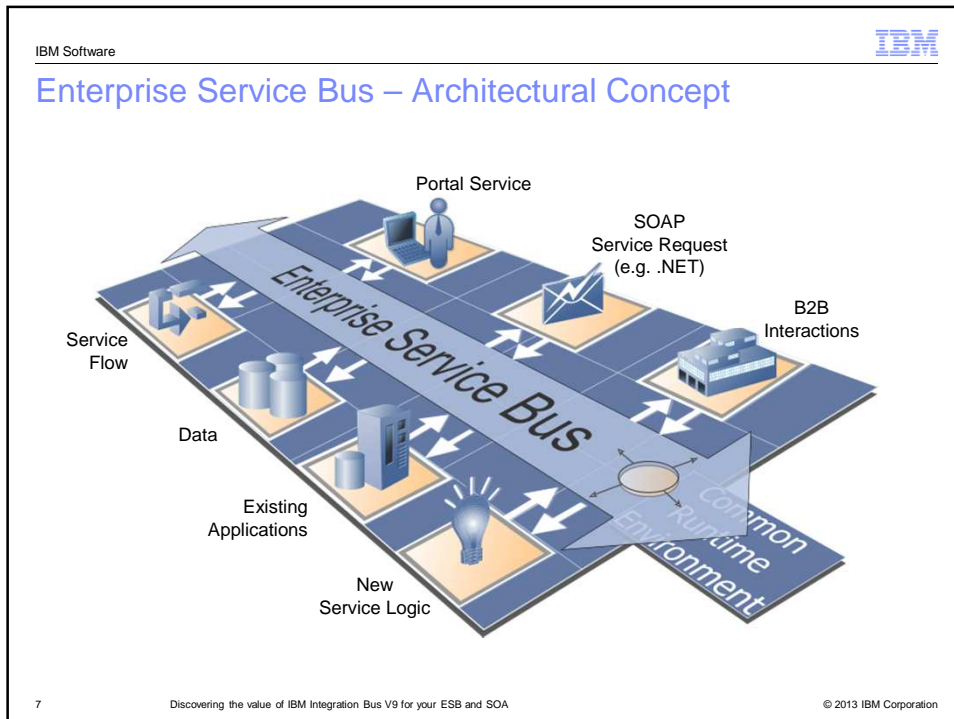 IBM Software
IBM
Enterprise Service Bus – Architectural Concept
Portal Service
SOAP
Service Request
(e.g. .NET)
B2B
Interactions
Service
Flow
Enterprise Service Bus
Data
Existing
Applications
New
Service Logic
Common
Runtime
Environment
7
Discovering the value of IBM Integration Bus V9 for your ESB and SOA
© 2013 IBM Corporation